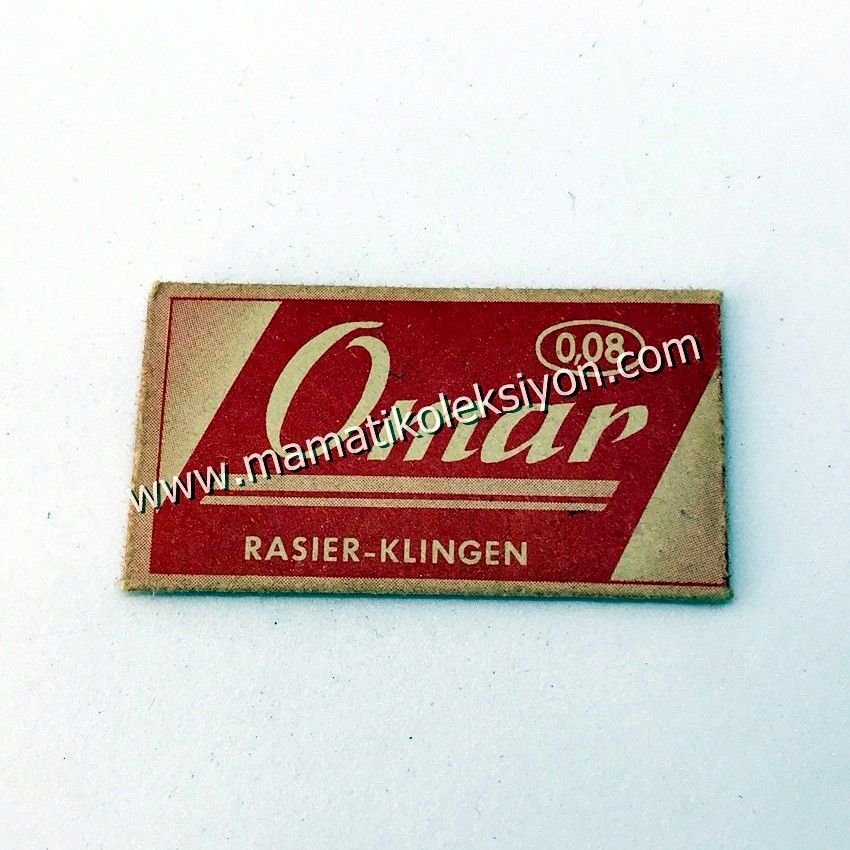 0,08
Omar
www.mamatikoleksiyon.com
RASIER-KLINGEN